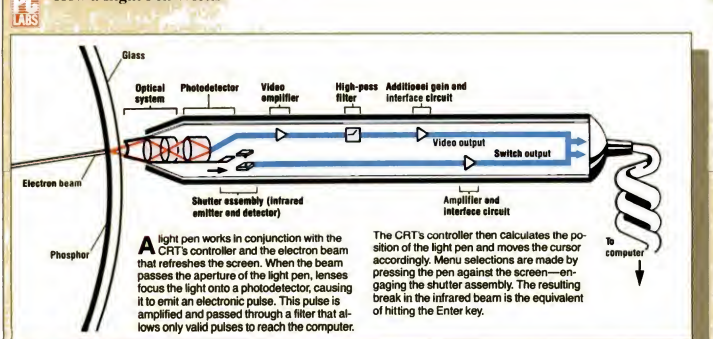 PG
LABS
Glass
Optical
system
Photodetector
Video
amplifier
High-pass
filter
Additional gain and
interface circuit
Video output
Switch output
Electron beam
Phosphor
Shutter assembly (infrared
emitter and detector)
Amplifier and
interface circuit
To
computer
A light pen works in conjunction with the
CRT's controller and the electron beam
that refreshes the screen. When the beam
passes the aperture of the light pen, lenses
focus the light onto a photodetector, causing
it to emit an electronic pulse. This pulse is
amplified and passed through a filter that al-
lows only valid pulses to reach the computer.
The CRT's controller then calculates the po-
sition of the light pen and moves the cursor
accordingly. Menu selections are made by
pressing the pen against the screen—en-
gaging the shutter assembly. The resulting
break in the infrared beam is the equivalent
of hitting the Enter key.